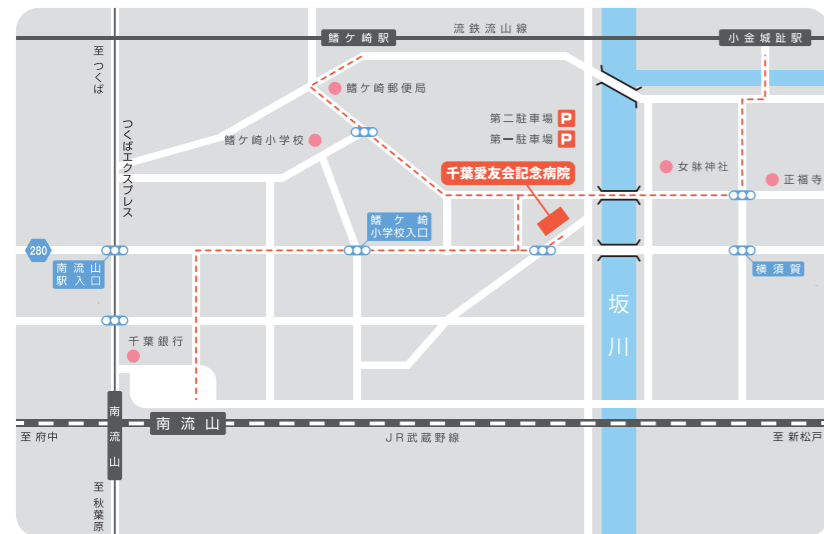 流鉄流山線
鰭ケ崎駅
小金城趾駅
至 つくば
つくばエクスプレス
鰭ケ崎郵便局
第二駐車場 P
第一駐車場 P
鰭ケ崎小学校
千葉愛友会記念病院
女躰神社
正福寺
鰭ケ崎
小学校入口
280
南流山
駅入口
横須賀
坂川
千葉銀行
南流山
南流山
至 府中
JR武蔵野線
至 新松戸
至 秋葉原